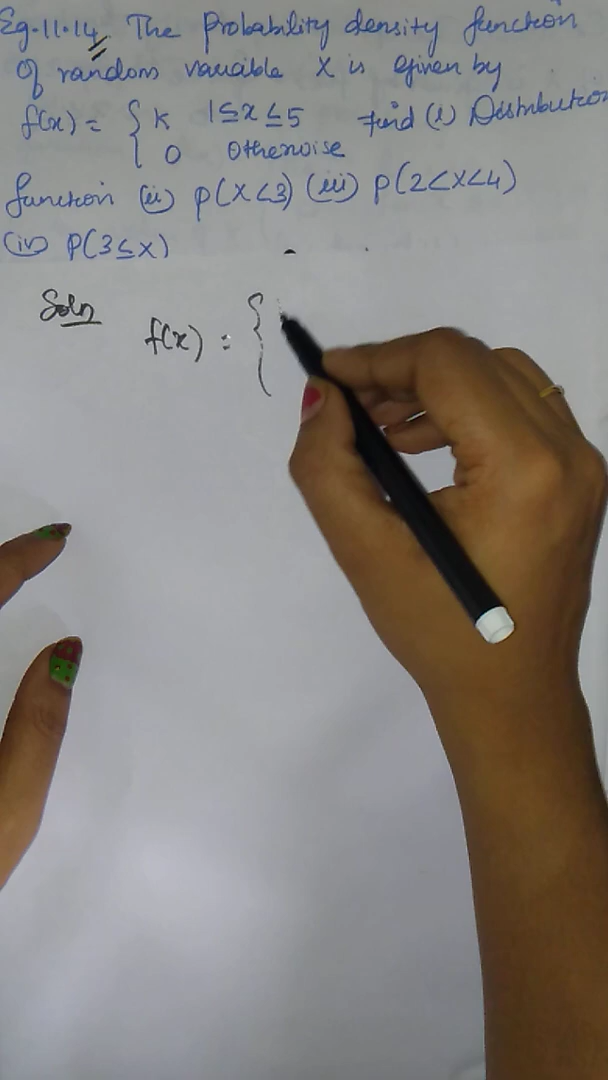 Eg.11.14. The Probability density function
Of random variable X is given by
f(x) = { K 1≤x≤5 find (i) Distribution
0 Otherwise
function (ii) P(X<3) (iii) P(2<x<4)
(iv) P(3≤x)
Soln
f(x) = {